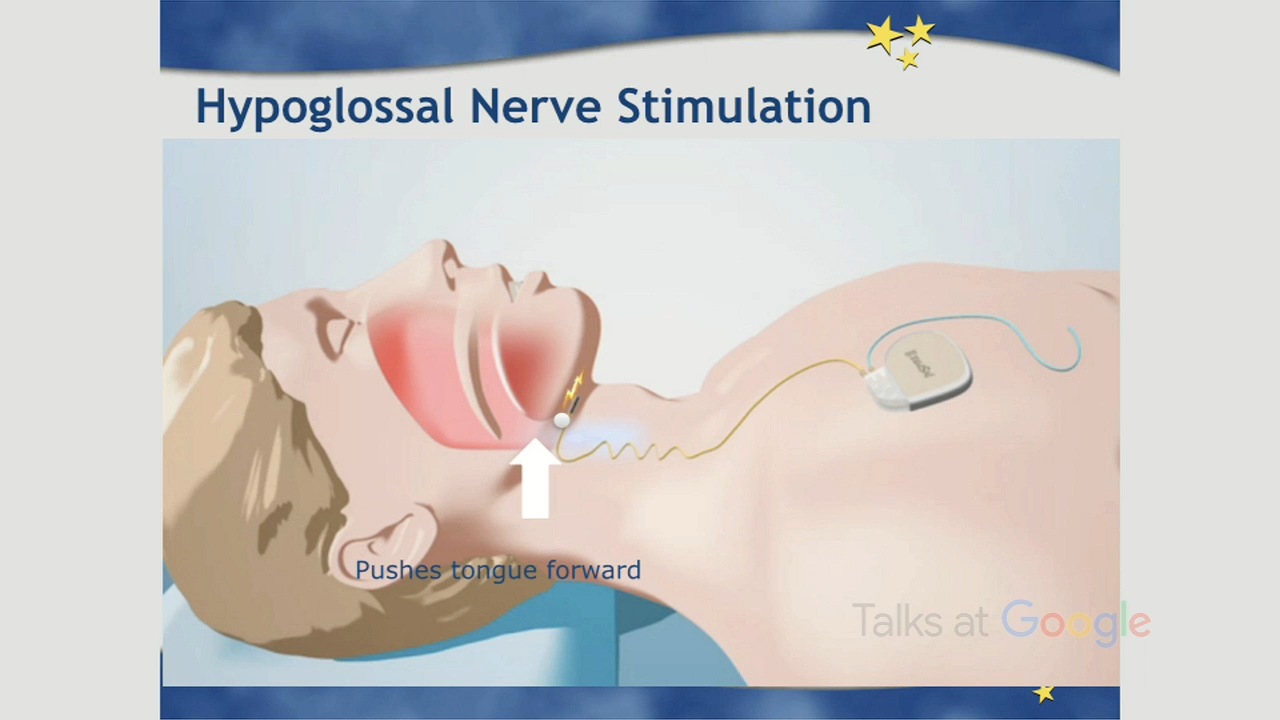 Hypoglossal Nerve Stimulation
Pushes tongue forward
Talks at Google